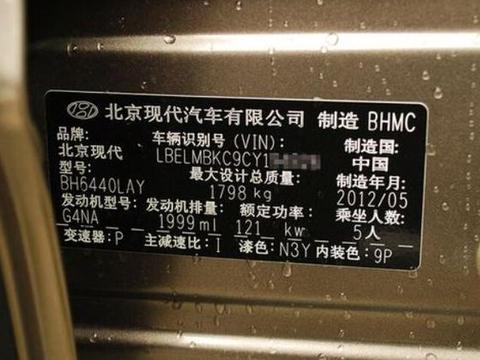 北京现代汽车有限公司 制造 BHMC
品牌: 车辆识别号(VIN): 制造国:
北京现代 LBELMBKC9CY1 中国
型号: 最大设计总质量: 制造年月:
BH6440LAY 1798 kg 2012/05
发动机型号: 发动机排量: 额定功率: 乘坐人数:
G4NA 1999 ml 121 kw 5人
变速器: P 主减速比: I 漆色: N3Y 内装色: 9P